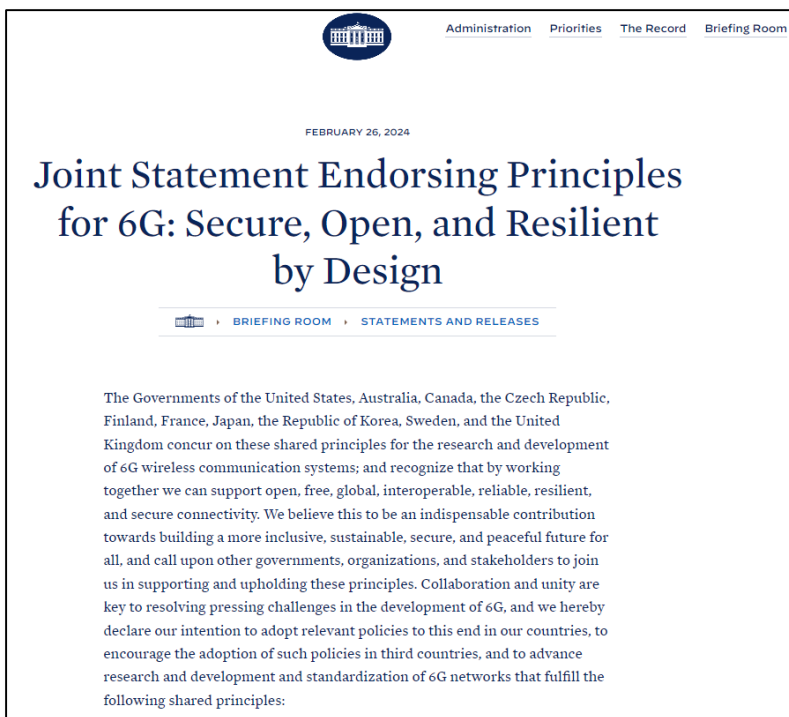 Administration Priorities The Record Briefing Room
FEBRUARY 26, 2024
Joint Statement Endorsing Principles
for 6G: Secure, Open, and Resilient
by Design
BRIEFING ROOM STATEMENTS AND RELEASES
The Governments of the United States, Australia, Canada, the Czech Republic,
Finland, France, Japan, the Republic of Korea, Sweden, and the United
Kingdom concur on these shared principles for the research and development
of 6G wireless communication systems; and recognize that by working
together we can support open, free, global, interoperable, reliable, resilient,
and secure connectivity. We believe this to be an indispensable contribution
towards building a more inclusive, sustainable, secure, and peaceful future for
all, and call upon other governments, organizations, and stakeholders to join
us in supporting and upholding these principles. Collaboration and unity are
key to resolving pressing challenges in the development of 6G, and we hereby
declare our intention to adopt relevant policies to this end in our countries, to
encourage the adoption of such policies in third countries, and to advance
research and development and standardization of 6G networks that fulfill the
following shared principles: